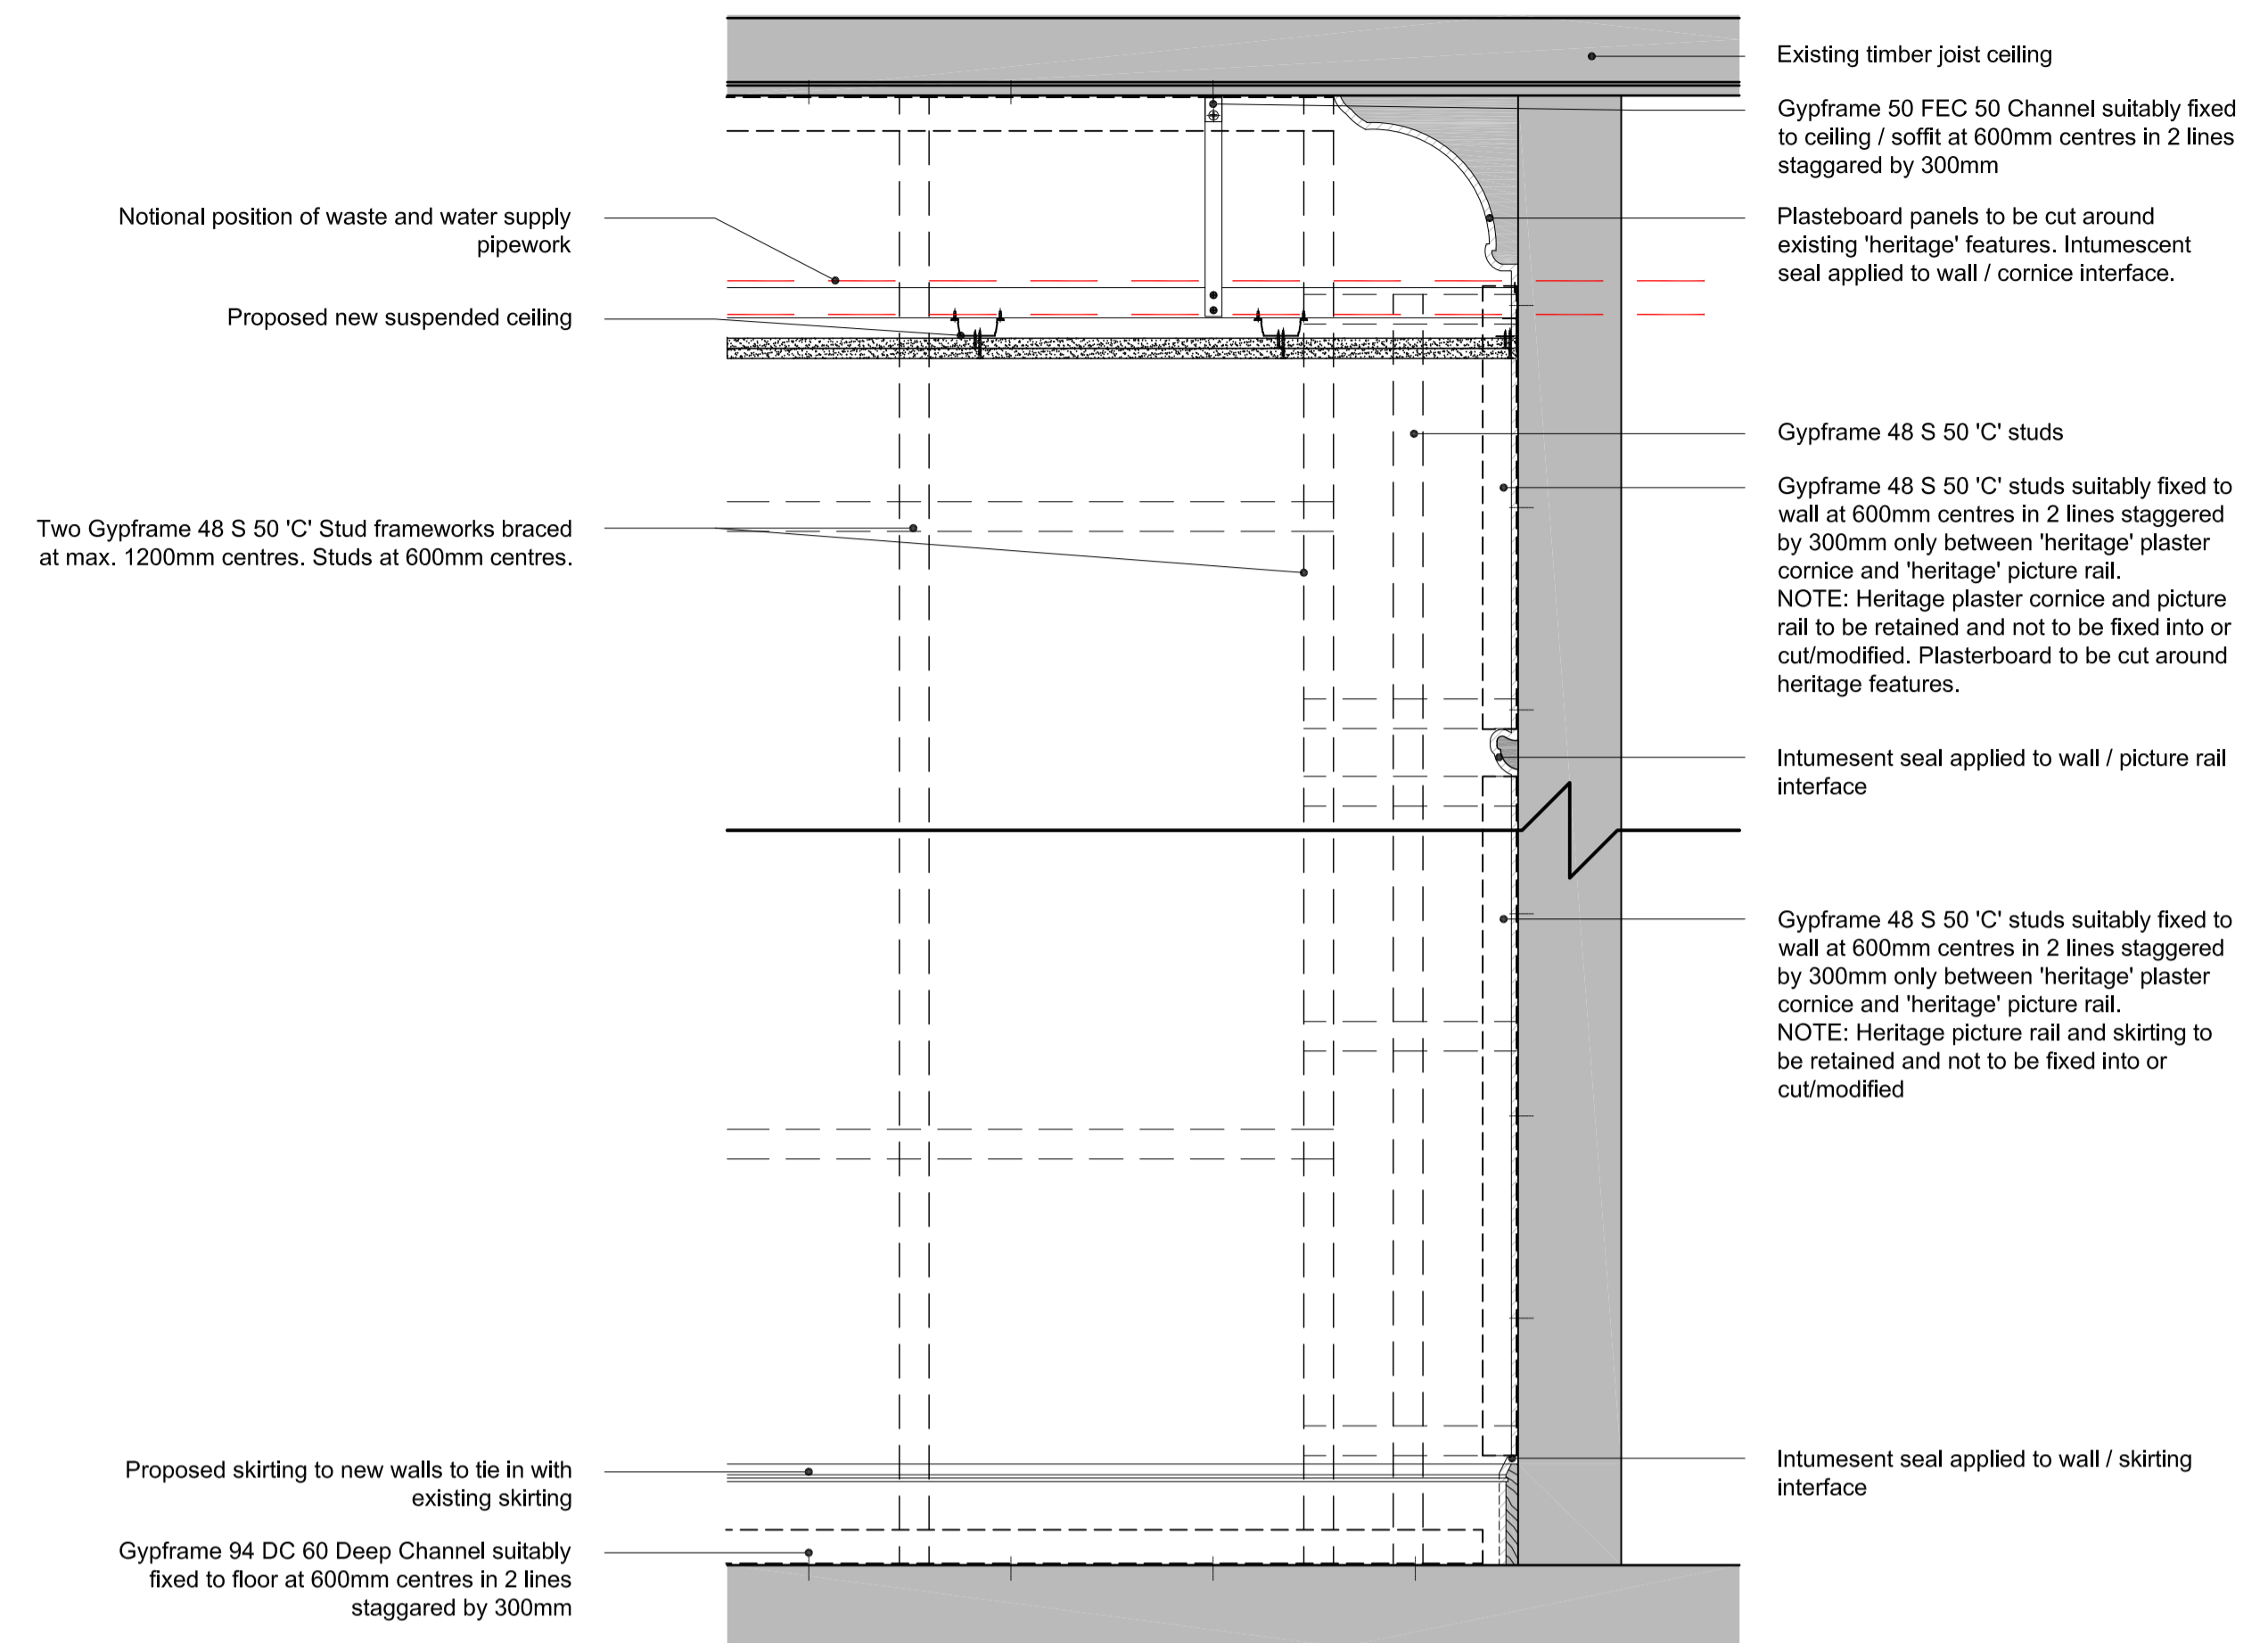 Existing timber joist ceiling
Gypframe 50 FEC 50 Channel suitably fixed
to ceiling / soffit at 600mm centres in 2 lines
staggared by 300mm
Plasteboard panels to be cut around
existing 'heritage' features. Intumescent
seal applied to wall / cornice interface.
Gypframe 48 S 50 'C' studs
Gypframe 48 S 50 'C' studs suitably fixed to
wall at 600mm centres in 2 lines staggered
by 300mm only between 'heritage' plaster
cornice and 'heritage' picture rail.
NOTE: Heritage plaster cornice and picture
rail to be retained and not to be fixed into or
cut/modified. Plasterboard to be cut around
heritage features.
Intumesent seal applied to wall / picture rail
interface
Gypframe 48 S 50 'C' studs suitably fixed to
wall at 600mm centres in 2 lines staggered
by 300mm only between 'heritage' plaster
cornice and 'heritage' picture rail.
NOTE: Heritage picture rail and skirting to
be retained and not to be fixed into or
cut/modified
Intumesent seal applied to wall / skirting
interface
Notional position of waste and water supply
pipework
Proposed new suspended ceiling
Two Gypframe 48 S 50 'C' Stud frameworks braced
at max. 1200mm centres. Studs at 600mm centres.
Proposed skirting to new walls to tie in with
existing skirting
Gypframe 94 DC 60 Deep Channel suitably
fixed to floor at 600mm centres in 2 lines
staggared by 300mm